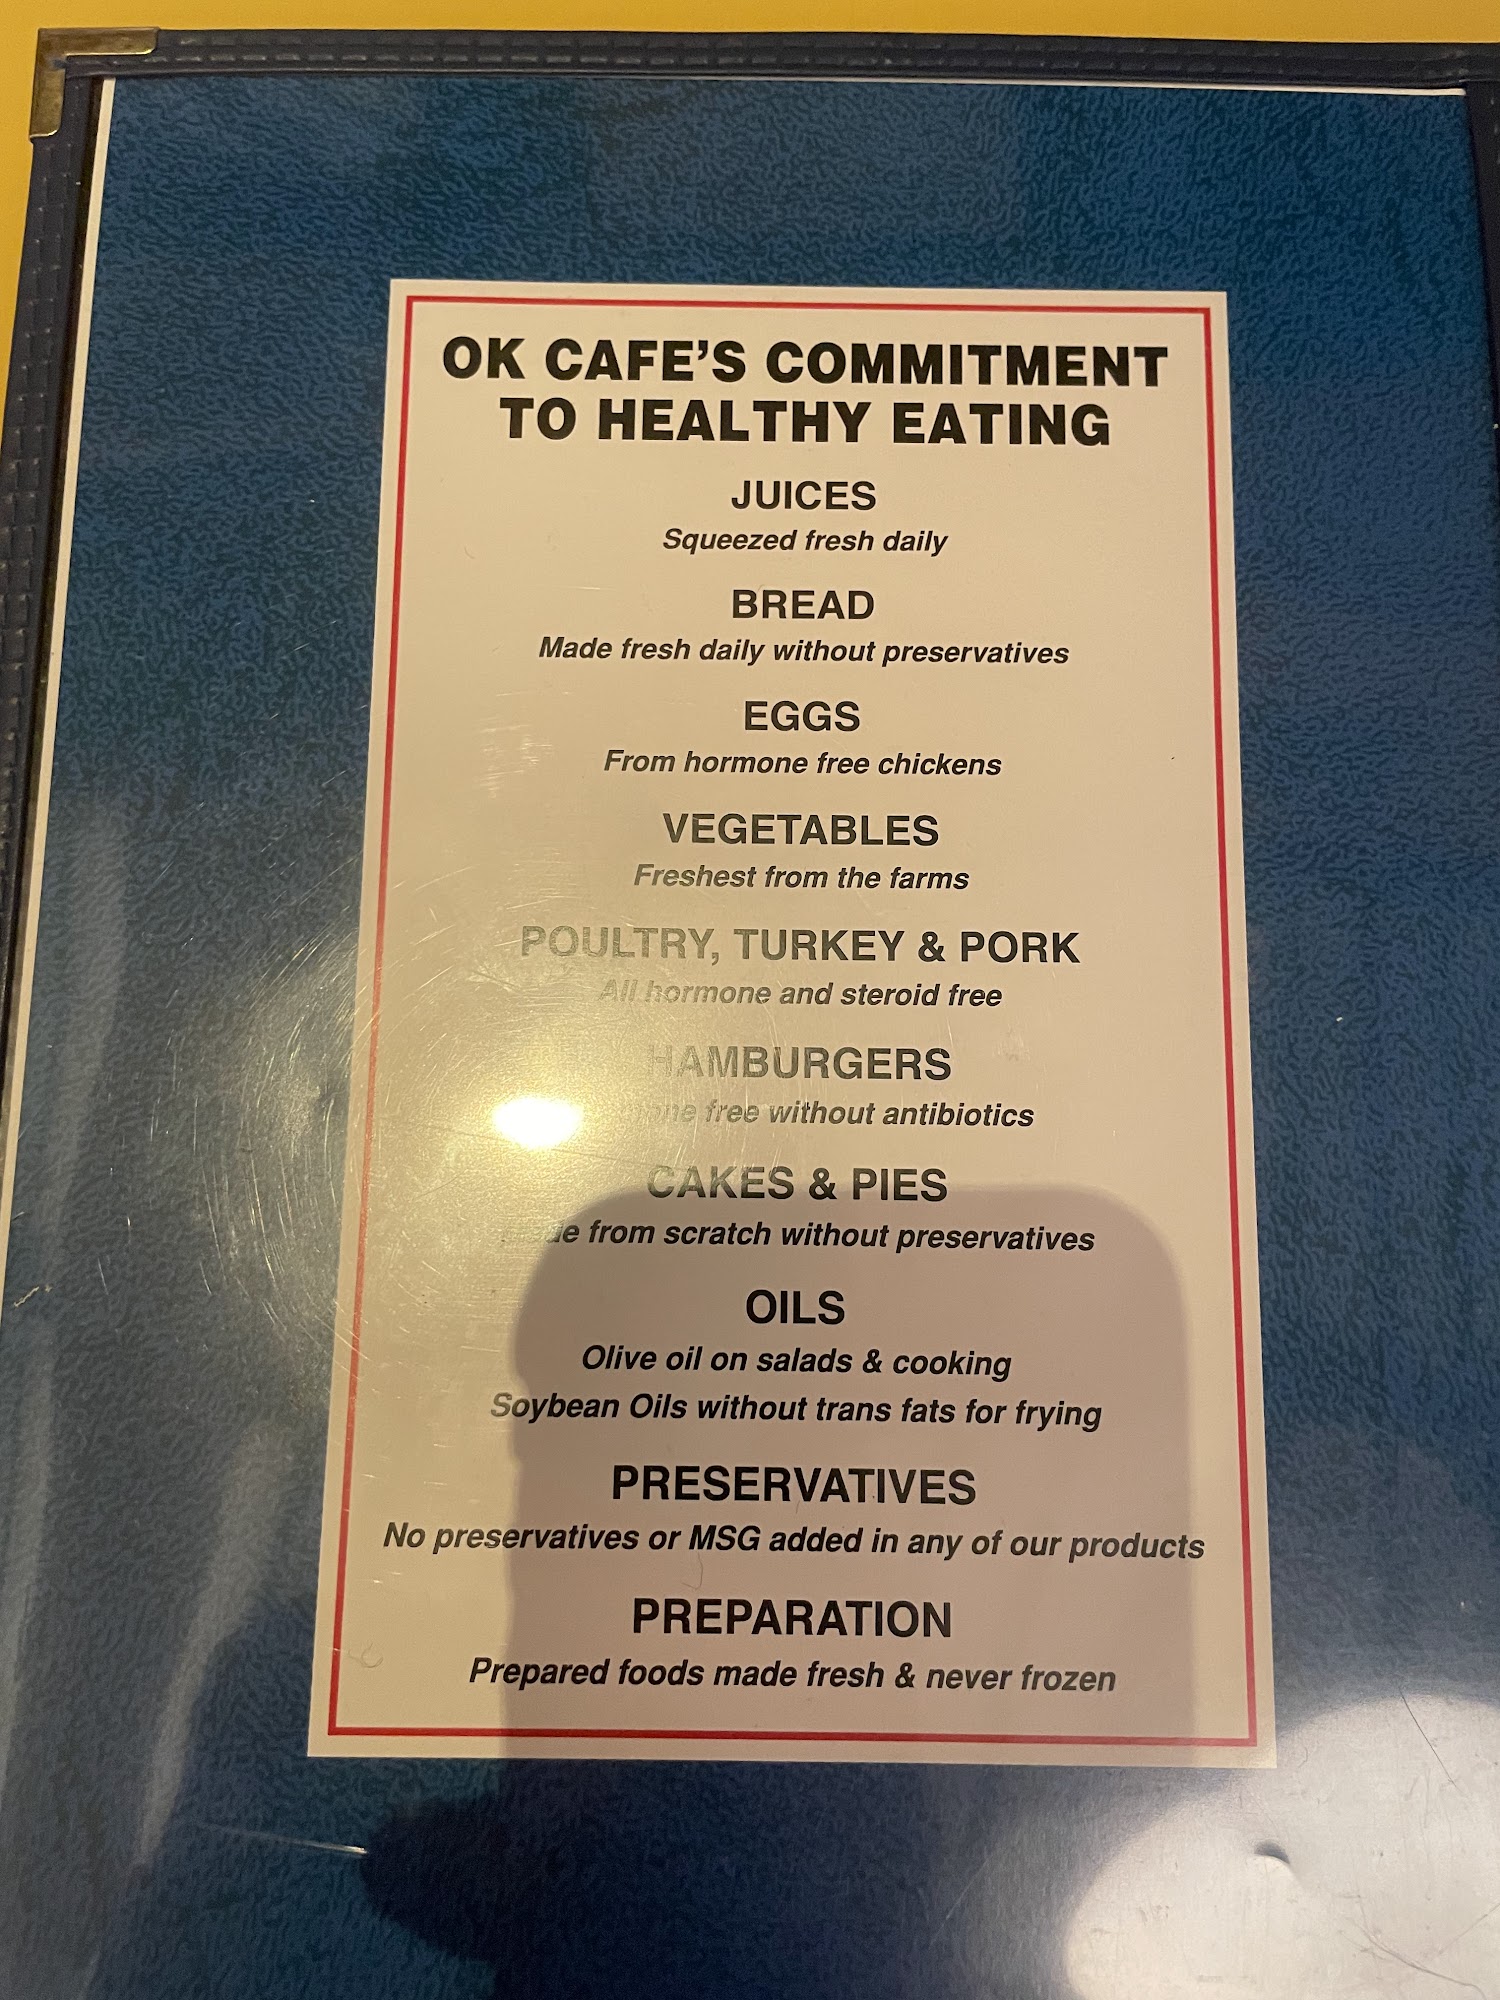 OK CAFE'S COMMITMENT
TO HEALTHY EATING
JUICES
Squeezed fresh daily
BREAD
Made fresh daily without preservatives
EGGS
From hormone free chickens
VEGETABLES
Freshest from the farms
POULTRY, TURKEY & PORK
All hormone and steroid free
HAMBURGERS
free without antibiotics
CAKES & PIES
from scratch without preservatives
OILS
Olive oil on salads & cooking
Soybean Oils without trans fats for frying
PRESERVATIVES
No preservatives or MSG added in any of our products
PREPARATION
Prepared foods made fresh & never frozen